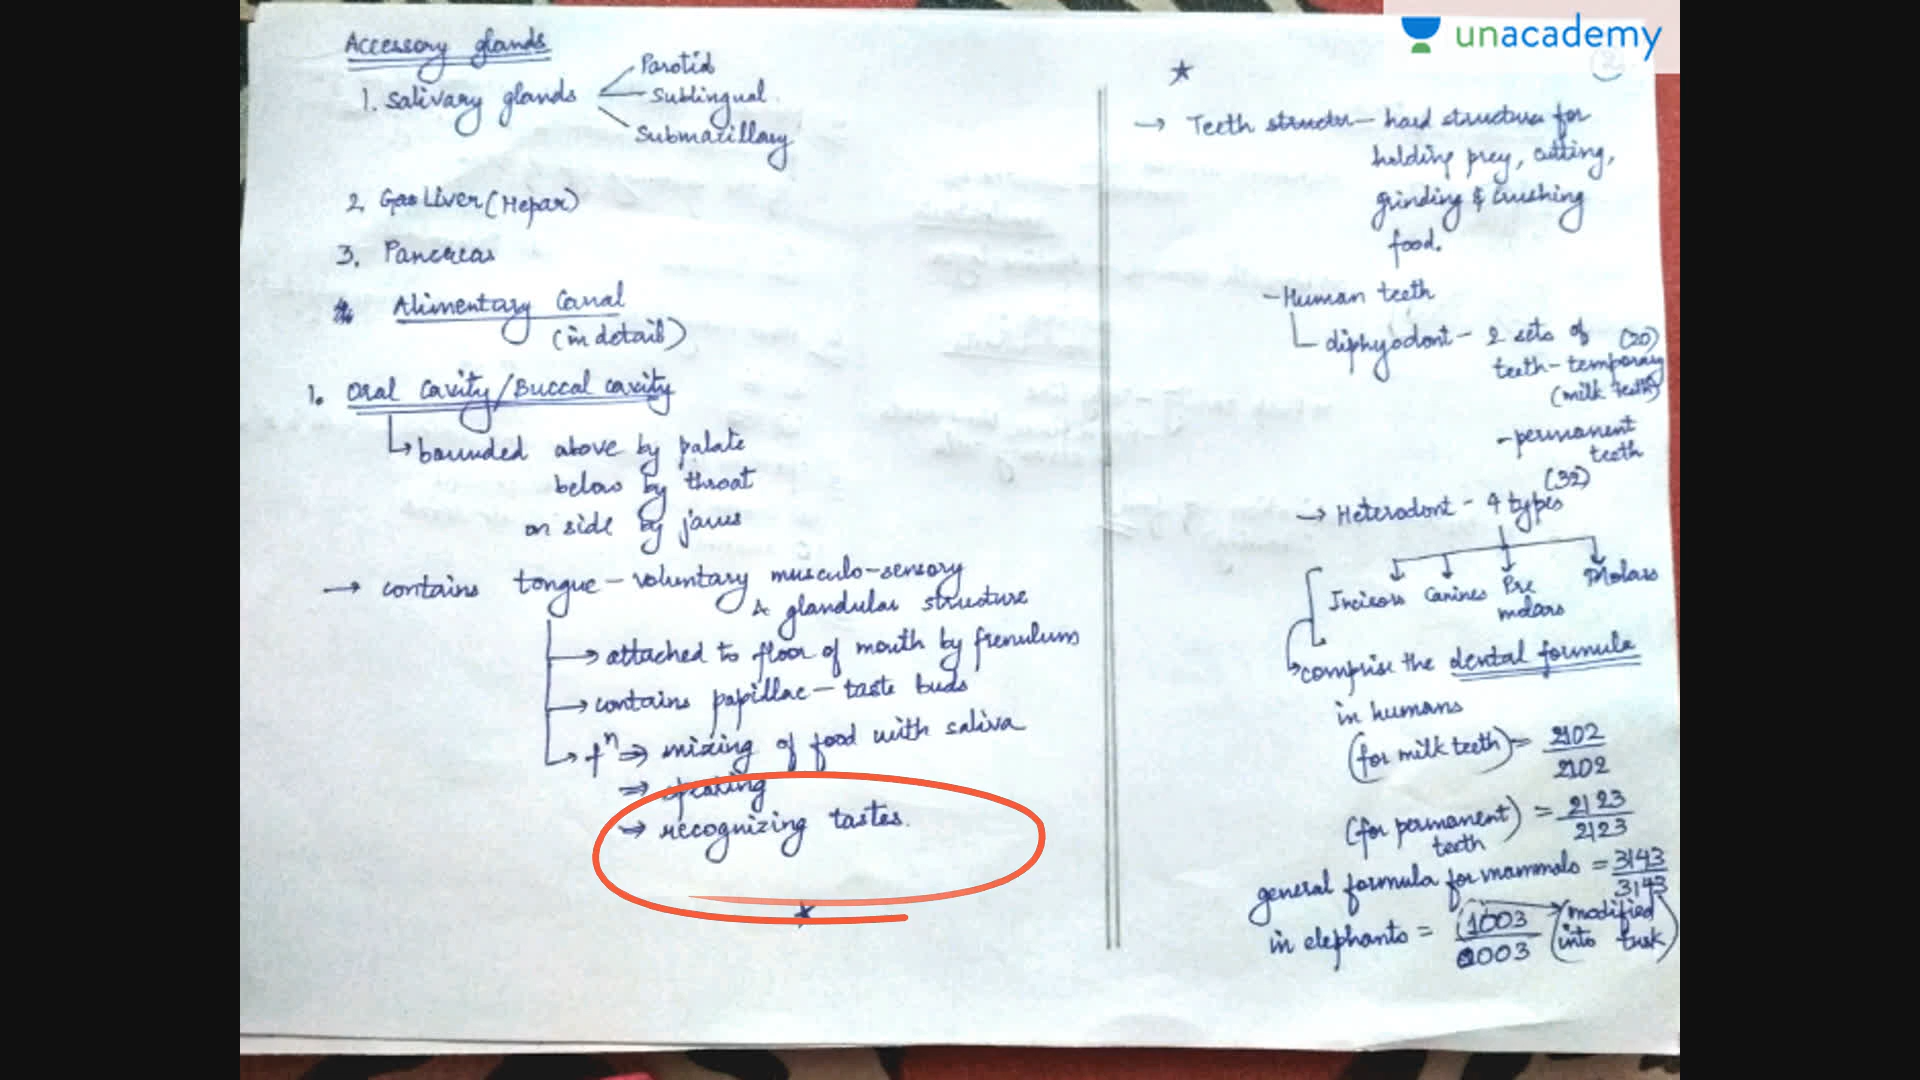 unacademy
Accessory glands
1. Salivary glands
Parotid
Sublingual
Submaxillary
2. Liver (Hepar)
3. Pancreas
Alimentary Canal
(in detail)
1. Oral cavity/Buccal cavity
bounded above by palate
below by throat
on side by jaws
→ contains tongue - voluntary musculo-sensory
& glandular structure
→ attached to floor of mouth by frenulum
→ contains papillae - taste buds
→ fⁿ ⇒ mixing of food with saliva
⇒ speaking
→ recognizing tastes.
★
★
2.
→ Teeth - hard structures for
holding prey, cutting,
grinding & crushing
food.
- Human teeth
diphyodont - 2 sets of (20)
teeth - temporary
(milk teeth)
- permanent
teeth
(32)
→ Heterodont - 4 types
Incisors Canines Pre Molars
molars
comprise the dental formula
in humans
(for milk teeth) = 2102
2102
(for permanent) = 2123
teeth 2123
general formula for mammals = 3143
3143
in elephants = 1003 (modified
0003 into tusk)